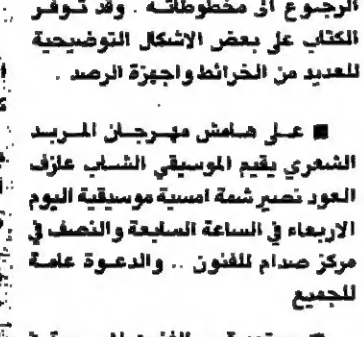 الرجوع الى مخطوطاته . وقد توفر
الكتاب على بعض الاشكال التوضيحية
للعديد من الخرائط واجهزة الرصد .
■ على هامش مهرجان المربد
الشعري يقيم الموسيقي الشاب عازف
العود نصير شمة امسية موسيقية اليوم
الاربعاء في الساعة السابعة والنصف في
مركز صدام للفنون .. والدعوة عامة
للجميع